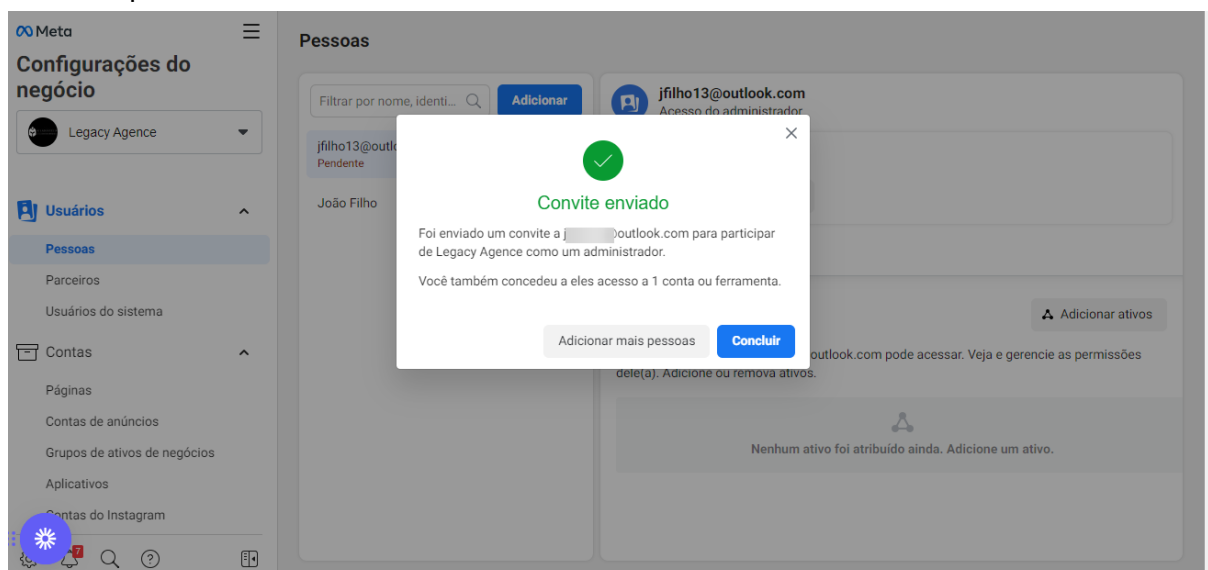 Meta
Configurações do
negócio
Legacy Agence
Usuários
Pessoas
Parceiros
Usuários do sistema
Contas
Páginas
Contas de anúncios
Grupos de ativos de negócios
Aplicativos
Contas do Instagram
7
Pessoas
Filtrar por nome, identi...
Adicionar
jfilho13@outl
Pendente
João Filho
jfilho13@outlook.com
Acesso do administrador
Convite enviado
Foi enviado um convite a j outlook.com para participar
de Legacy Agence como um administrador.
Você também concedeu a eles acesso a 1 conta ou ferramenta.
Adicionar mais pessoas
Concluir
Adicionar ativos
outlook.com pode acessar. Veja e gerencie as permissões
dele(a). Adicione ou remova ativos.
Nenhum ativo foi atribuído ainda. Adicione um ativo.